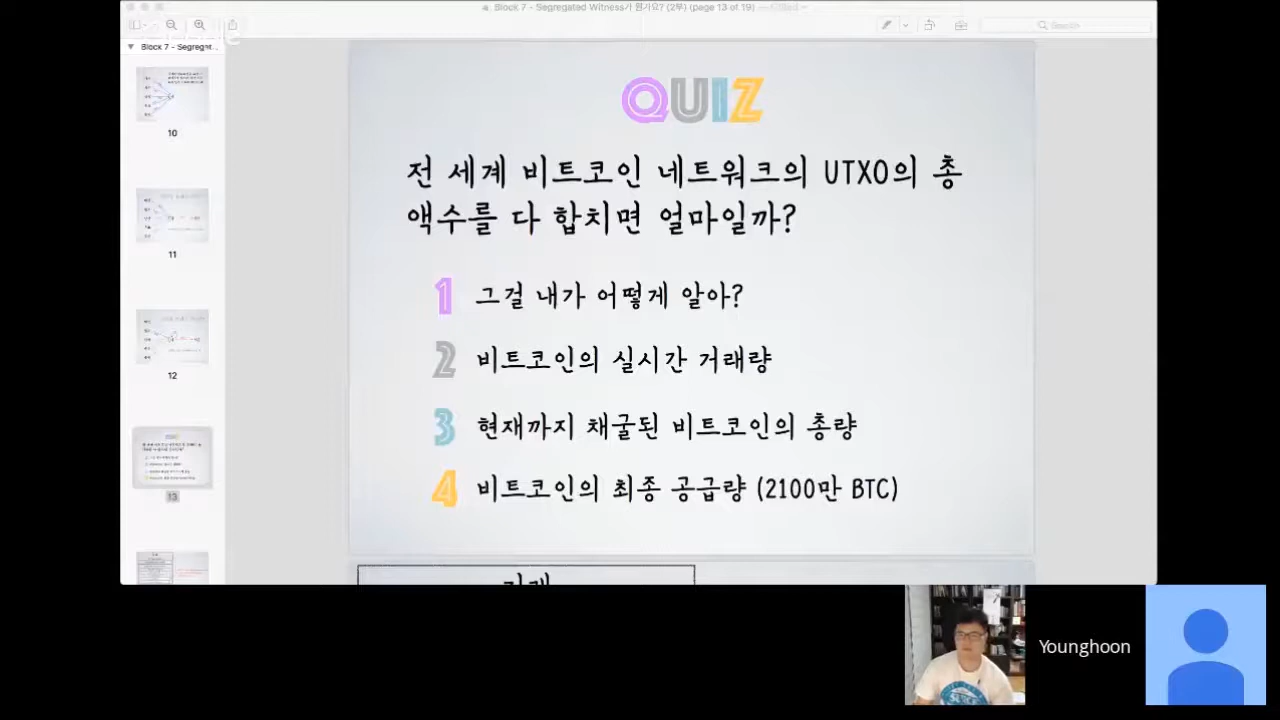 Block 7 - Segregated Witness가 뭔가요? (2부) (page 13 of 19)
Search
Block 7 - Segregat...
10
11
12
13
QUIZ
전 세계 비트코인 네트워크의 UTXO의 총
액수를 다 합치면 얼마일까?
1 그걸 내가 어떻게 알아?
2 비트코인의 실시간 거래량
3 현재까지 채굴된 비트코인의 총량
4 비트코인의 최종 공급량 (2100만 BTC)
Younghoon